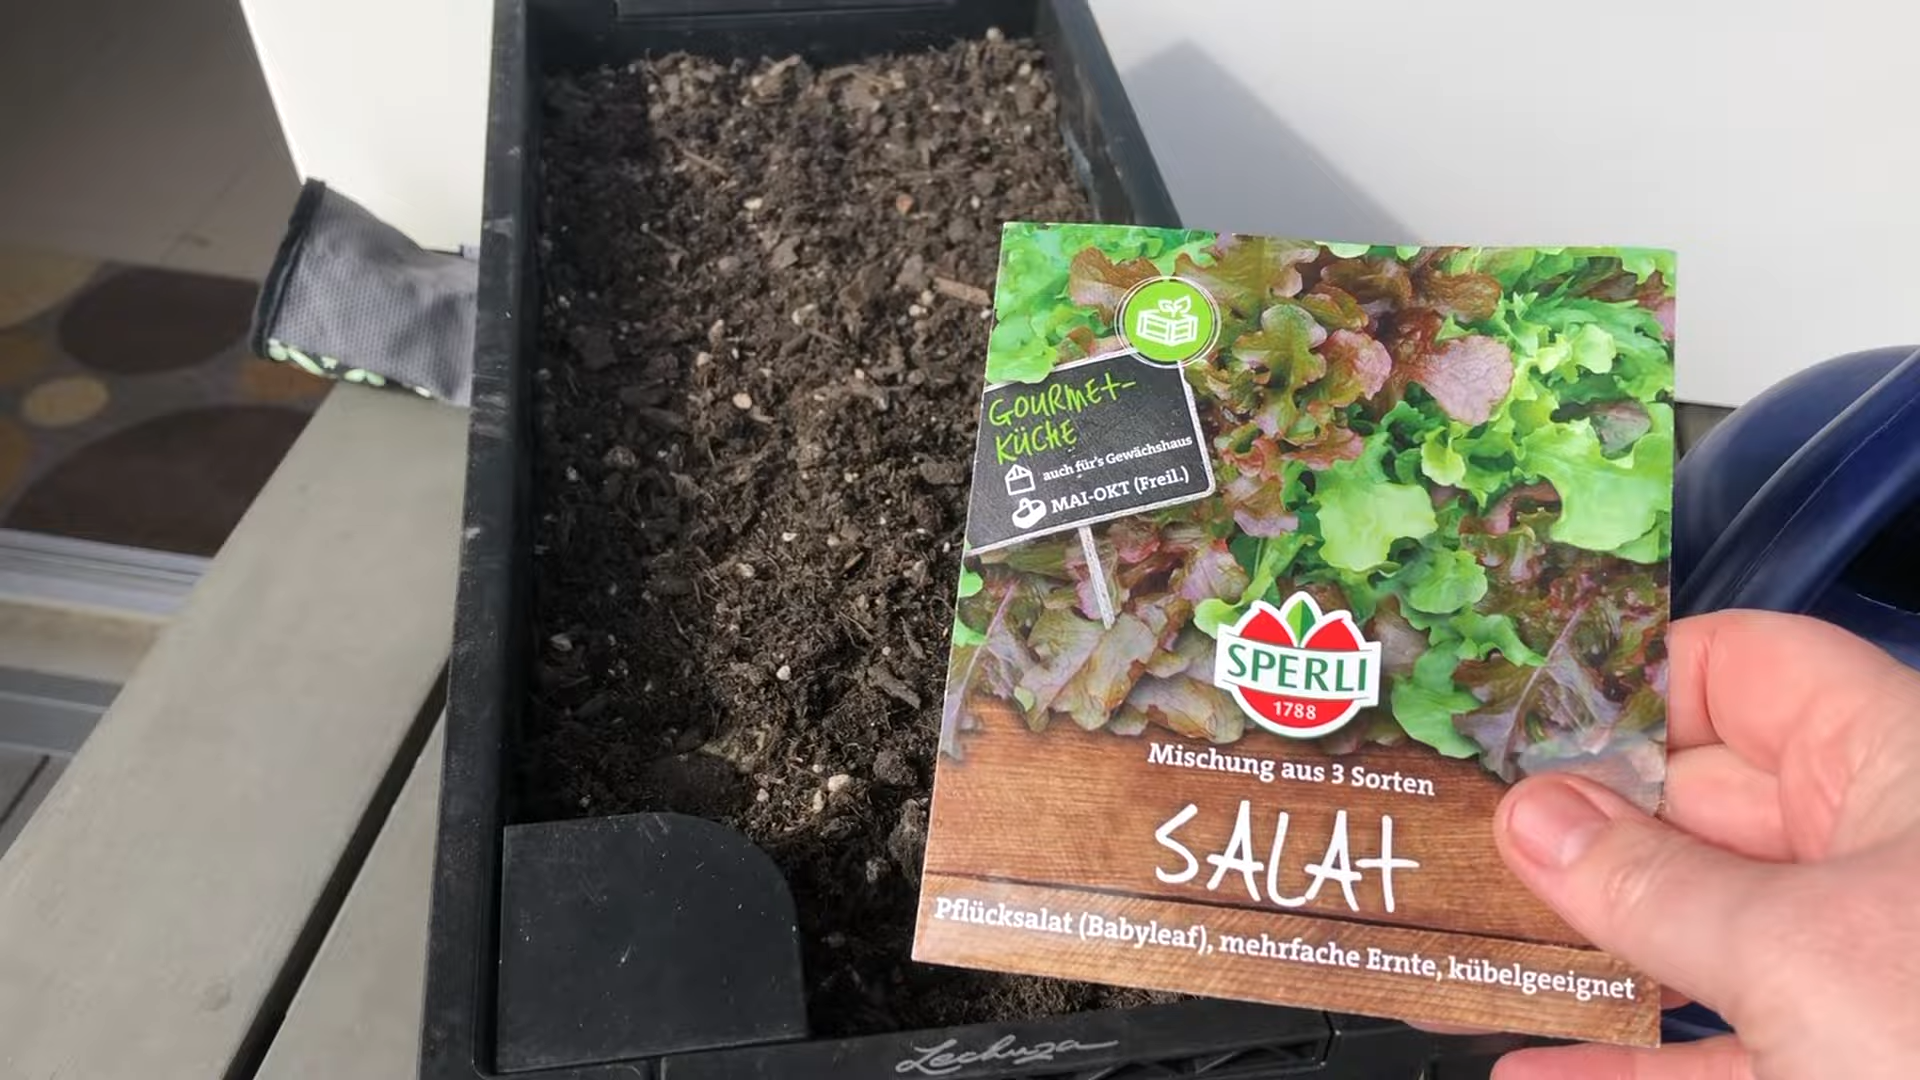 GOURMET-
KÜCHE
auch für's Gewächshaus
MAI-OKT (Freil.)
SPERLI
1788
Mischung aus 3 Sorten
SALAT
Pflücksalat (Babyleaf), mehrfache Ernte, kübelgeeignet
Lechuza